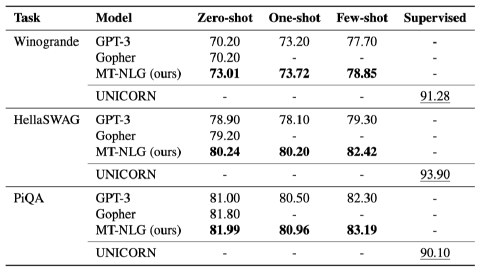 Task Model Zero-shot One-shot Few-shot Supervised
Winogrande GPT-3 70.20 73.20 77.70 -
Gopher 70.20 - - -
MT-NLG (ours) 73.01 73.72 78.85 -
UNICORN - - - 91.28
HellaSWAG GPT-3 78.90 78.10 79.30 -
Gopher 79.20 - - -
MT-NLG (ours) 80.24 80.20 82.42 -
UNICORN - - - 93.90
PiQA GPT-3 81.00 80.50 82.30 -
Gopher 81.80 - - -
MT-NLG (ours) 81.99 80.96 83.19 -
UNICORN - - - 90.10